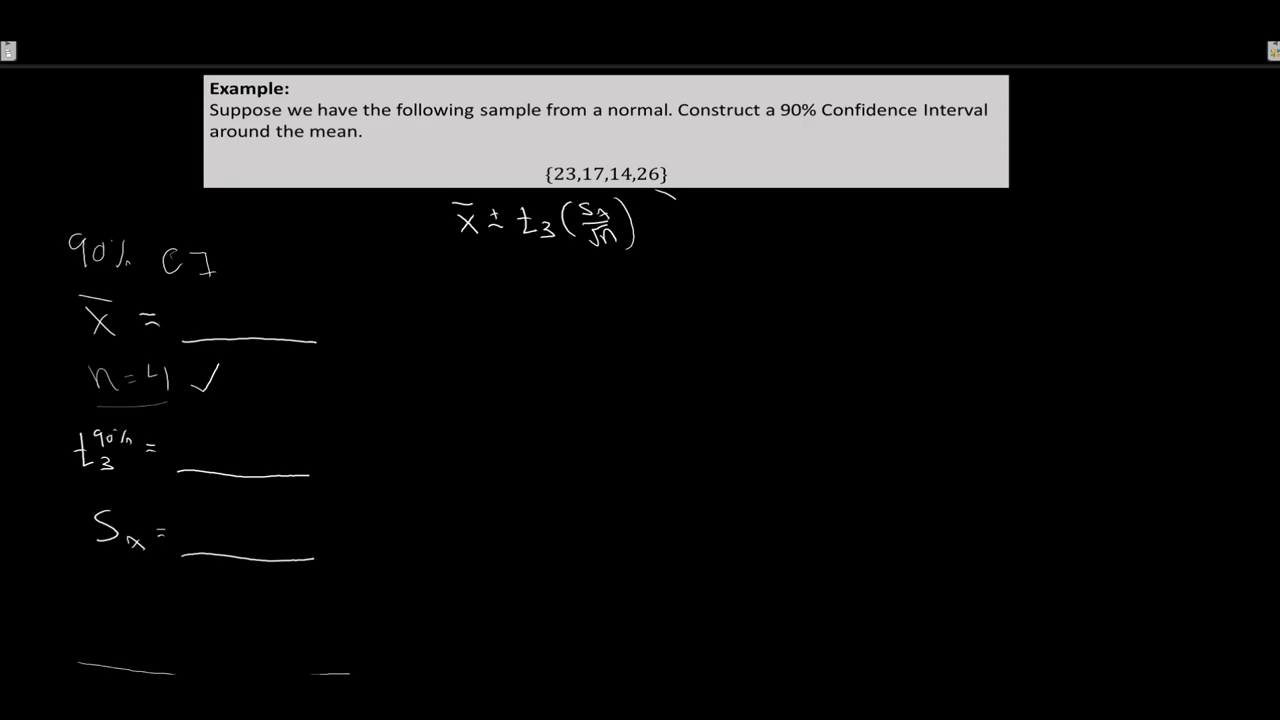 Example:
Suppose we have the following sample from a normal. Construct a 90% Confidence Interval
around the mean.
{23,17,14,26}
x̄ ± t₃ (Sₓ/√n)
90% CI
x̄ =
n=4 ✓
t₃^90% =
Sₓ =